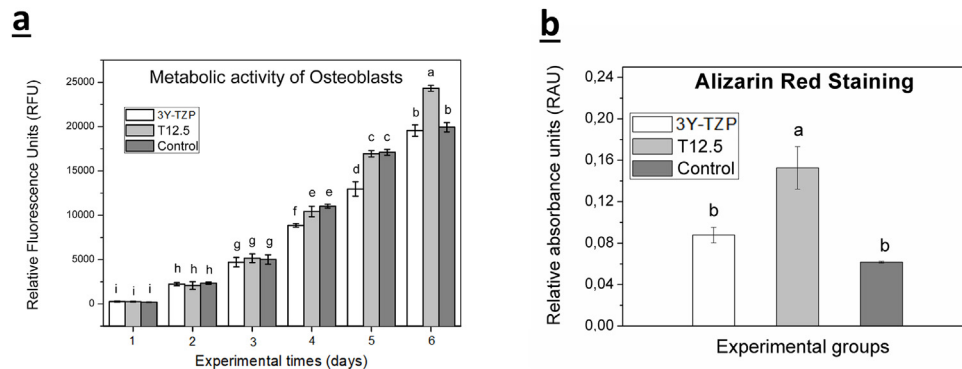 a
Metabolic activity of Osteoblasts
3Y-TZP
T12.5
Control
Relative Fluorescence Units (RFU)
25000
20000
15000
10000
5000
0
i i i
h h h
g g g
f e e
d c c
b a b
1 2 3 4 5 6
Experimental times (days)
b
Alizarin Red Staining
3Y-TZP
T12.5
Control
Relative absorbance units (RAU)
0,24
0,20
0,16
0,12
0,08
0,04
0,00
b a b
Experimental groups